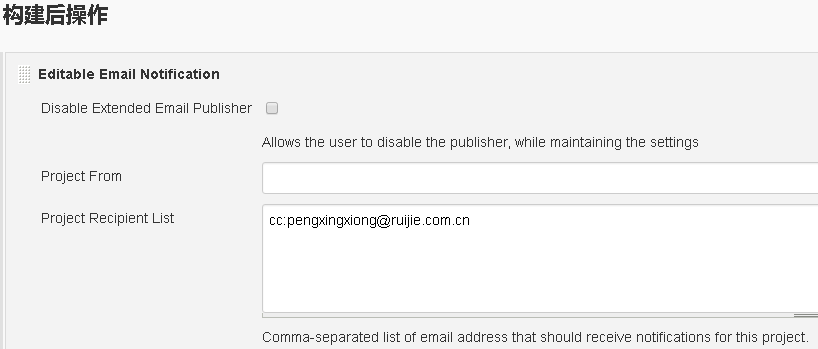 构建后操作
Editable Email Notification
Disable Extended Email Publisher
Allows the user to disable the publisher, while maintaining the settings
Project From
Project Recipient List
cc:pengxingxiong@ruijie.com.cn
Comma-separated list of email address that should receive notifications for this project.